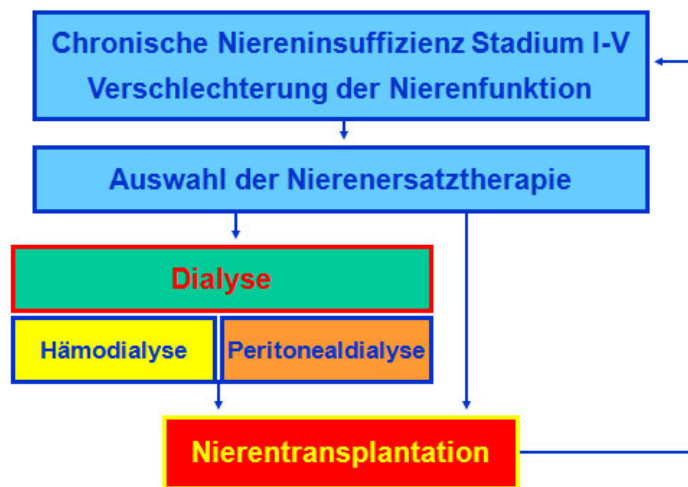 Chronische Niereninsuffizienz Stadium I-V
Verschlechterung der Nierenfunktion
Auswahl der Nierenersatztherapie
Dialyse
Hämodialyse
Peritonealdialyse
Nierentransplantation